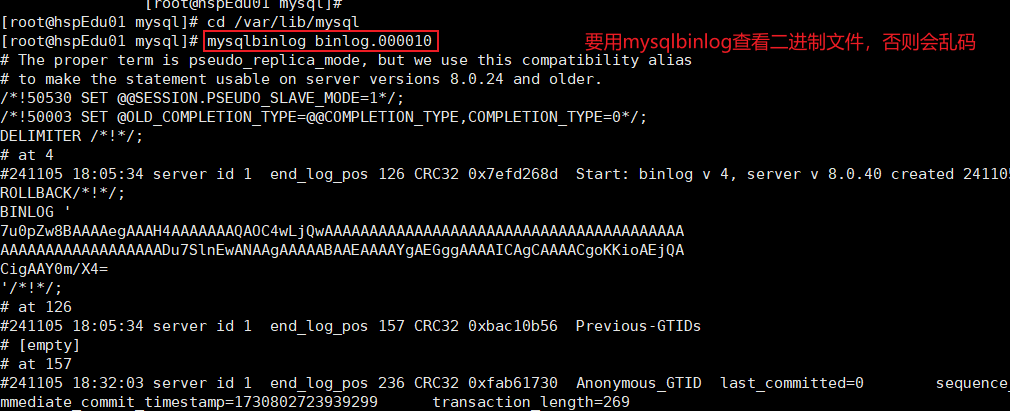 [root@hspEdu01 mysql]#
[root@hspEdu01 mysql]# cd /var/lib/mysql
[root@hspEdu01 mysql]# mysqlbinlog binlog.000010 要用mysqlbinlog查看二进制文件，否则会乱码
# The proper term is pseudo_replica_mode, but we use this compatibility alias
# to make the statement usable on server versions 8.0.24 and older.
/*!50530 SET @@SESSION.PSEUDO_SLAVE_MODE=1*/;
/*!50003 SET @OLD_COMPLETION_TYPE=@@COMPLETION_TYPE,COMPLETION_TYPE=0*/;
DELIMITER /*!*/;
# at 4
#241105 18:05:34 server id 1  end_log_pos 126 CRC32 0x7efd268d  Start: binlog v 4, server v 8.0.40 created 241105
ROLLBACK/*!*/;
BINLOG '
7u0pZw8BAAAAegAAAH4AAAAAAAQAOC4wLjQwAAAAAAAAAAAAAAAAAAAAAAAAAAAAAAAAAAAAAAAA
AAAAAAAAAAAAAAAAAADu7SlnEwANAAgAAAAABAAEAAAAYgAEGggAAAAICAgCAAAACgoKKioAEjQA
CigAAY0m/X4=
'/*!*/;
# at 126
#241105 18:05:34 server id 1  end_log_pos 157 CRC32 0xbac10b56  Previous-GTIDs
# [empty]
# at 157
#241105 18:32:03 server id 1  end_log_pos 236 CRC32 0xfab61730  Anonymous_GTID  last_committed=0        sequence_
mmediate_commit_timestamp=1730802723939299      transaction_length=269